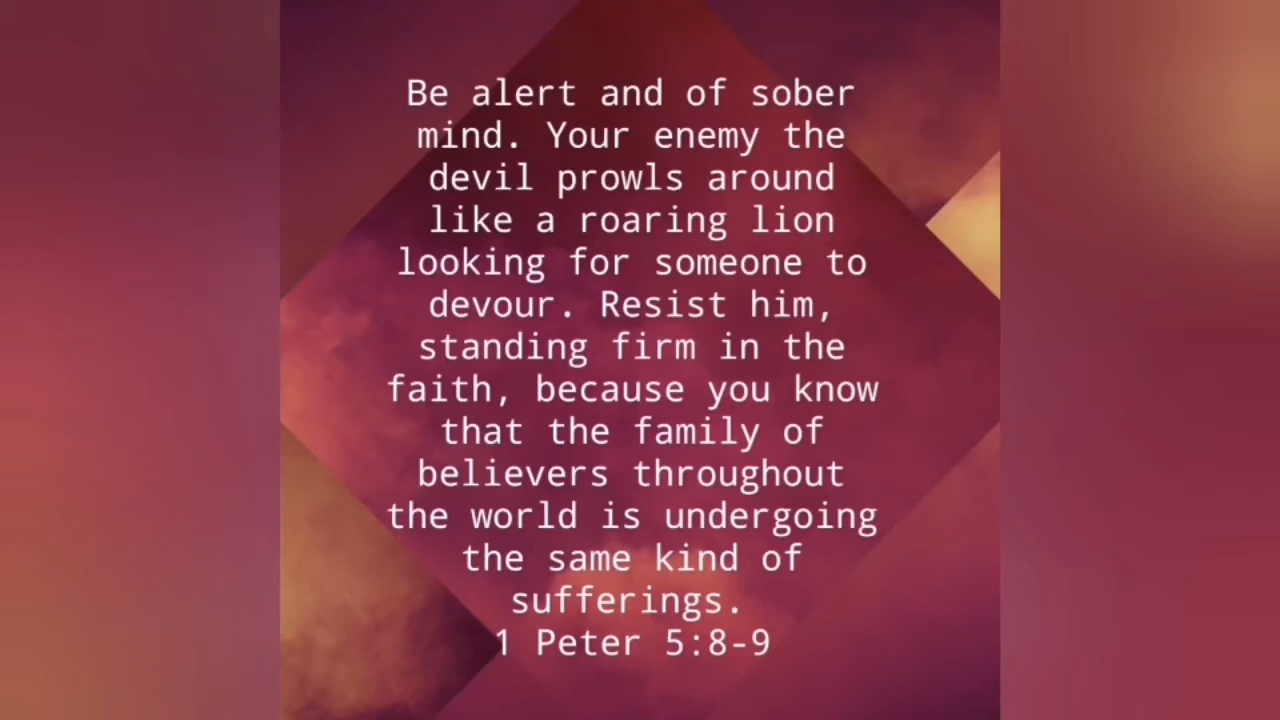 Be alert and of sober
mind. Your enemy the
devil prowls around
like a roaring lion
looking for someone to
devour. Resist him,
standing firm in the
faith, because you know
that the family of
believers throughout
the world is undergoing
the same kind of
sufferings.
1 Peter 5:8-9